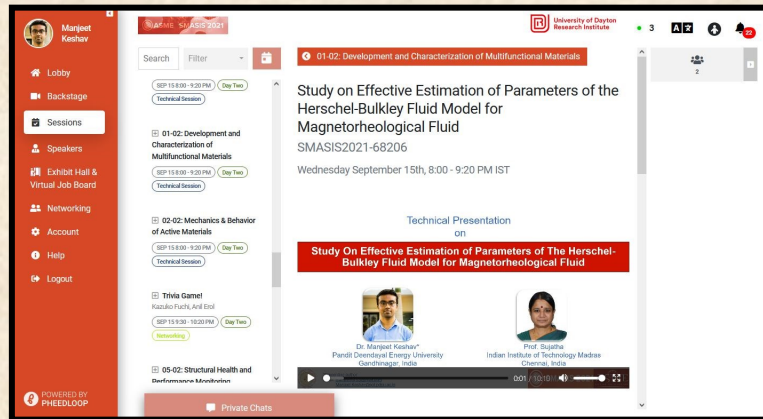 Manjeet
Keshav
Lobby
Backstage
Sessions
Speakers
Exhibit Hall &
Virtual Job Board
Networking
Account
Help
Logout
POWERED BY
PHEEDLOOP
ASME SMASIS 2021
Search
Filter
SEP 15 8:00 - 9:20 PM
Day Two
Technical Session
01-02: Development and
Characterization of
Multifunctional Materials
SEP 15 8:00 - 9:20 PM
Day Two
Technical Session
02-02: Mechanics & Behavior
of Active Materials
SEP 15 8:00 - 9:20 PM
Day Two
Technical Session
Trivia Game!
Kazuko Fuchi, Anil Erol
SEP 15 9:30 - 10:20 PM
Day Two
Networking
05-02: Structural Health and
Performance Monitoring
Private Chats
University of Dayton
Research Institute
3
22
2
01-02: Development and Characterization of Multifunctional Materials
Study on Effective Estimation of Parameters of the
Herschel-Bulkley Fluid Model for
Magnetorheological Fluid
SMASIS2021-68206
Wednesday September 15th, 8:00 - 9:20 PM IST
Technical Presentation
on
Study On Effective Estimation of Parameters of The Herschel-
Bulkley Fluid Model for Magnetorheological Fluid
Dr. Manjeet Keshav*
Pandit Deendayal Energy University
Gandhinagar, India
Prof. Sujatha
Indian Institute of Technology Madras
Chennai, India
0:01 / 10:19